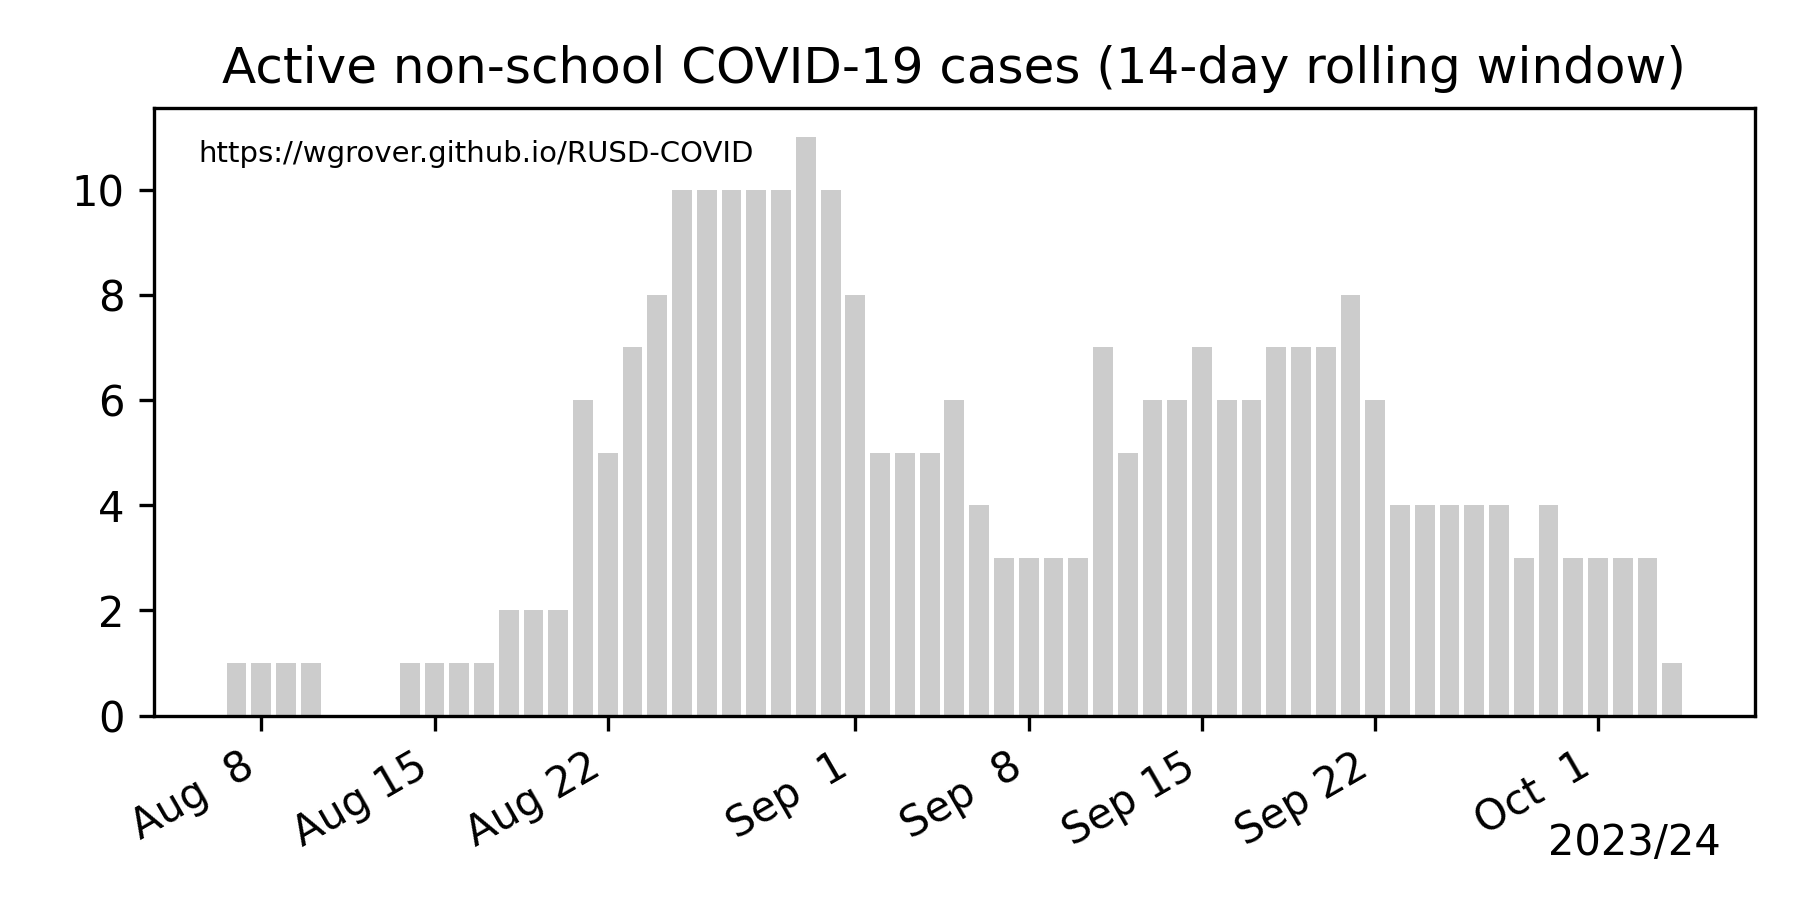 Active non-school COVID-19 cases (14-day rolling window)
https://wgrover.github.io/RUSD-COVID
10
8
6
4
2
0
Aug 8
Aug 15
Aug 22
Sep 1
Sep 8
Sep 15
Sep 22
Oct 1
2023/24